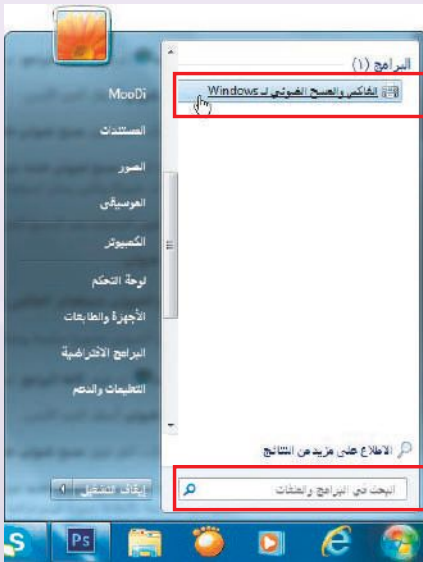 البرامج (١)
الفاكس والمسح الضوئي لـ Windows
MooDi
المستندات
الصور
الموسيقى
الكمبيوتر
لوحة التحكم
الأجهزة والطابعات
البرامج الافتراضية
التعليمات والدعم
الاطلاع على مزيد من النتائج
البحث في البرامج والملفات
إيقاف التشغيل
S
Ps